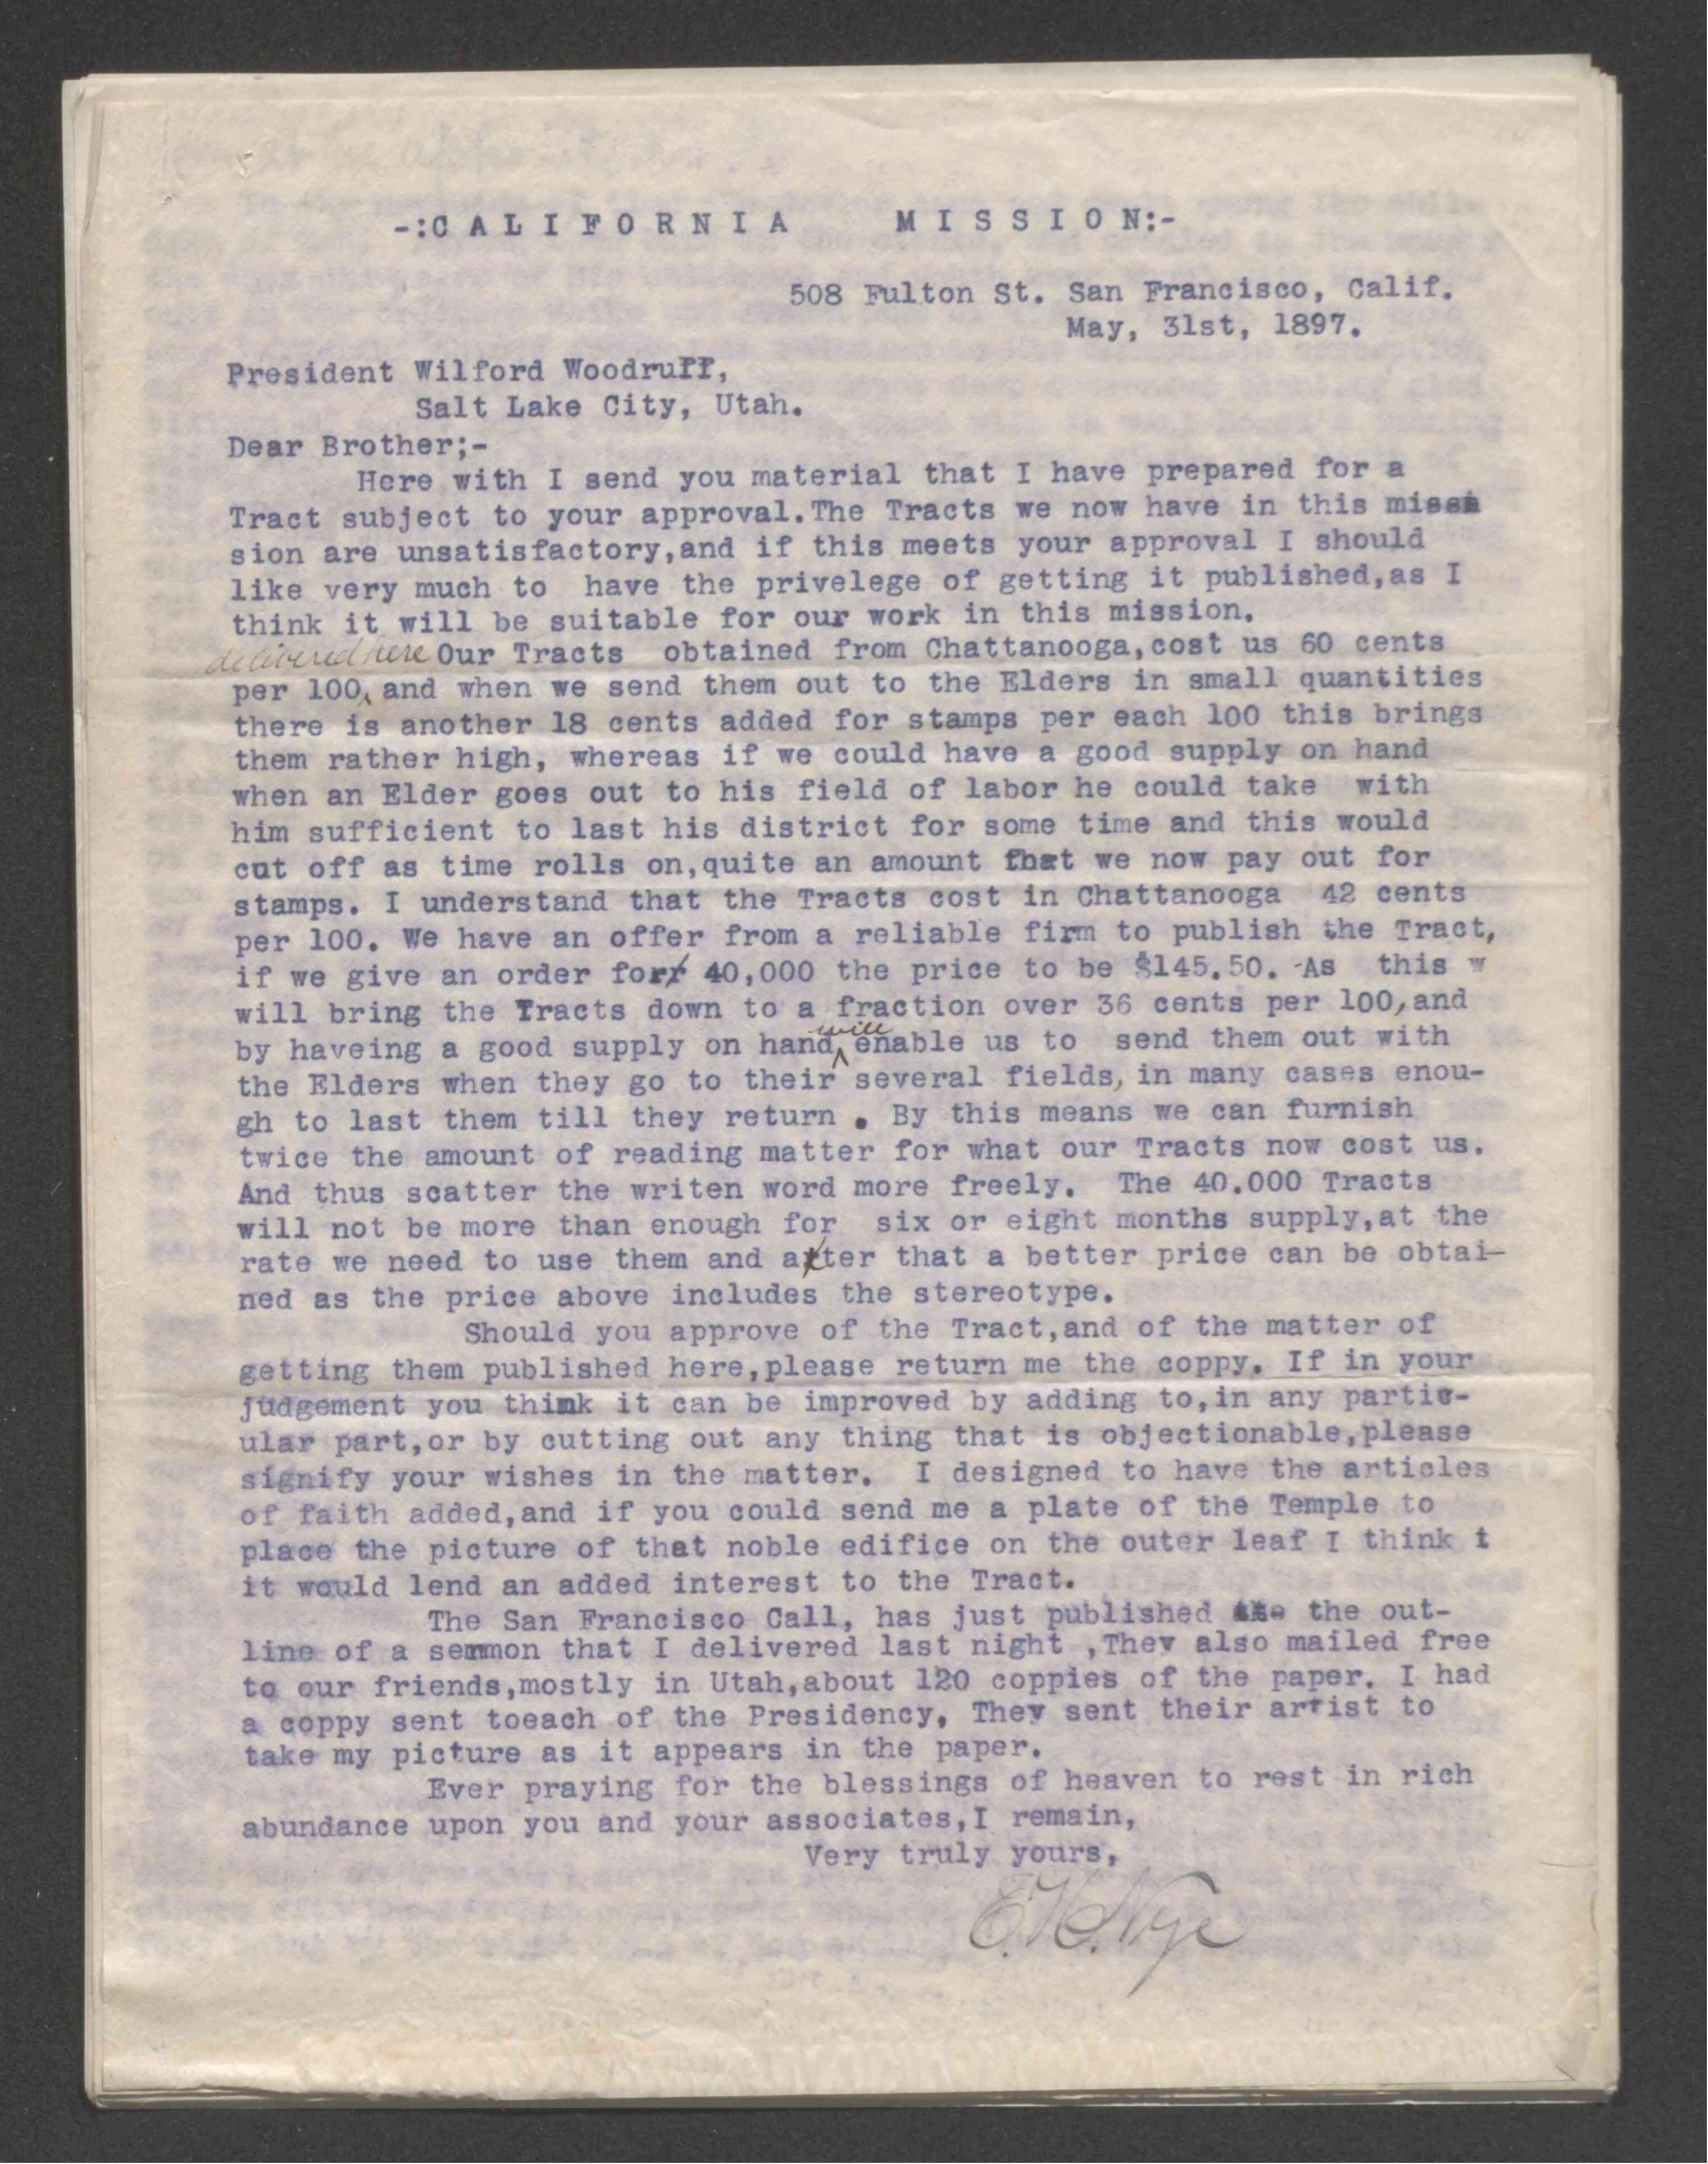 -:C A L I F O R N I A   M I S S I O N:-
508 Fulton St. San Francisco, Calif.
May, 31st, 1897.
President Wilford Woodruff,
Salt Lake City, Utah.
Dear Brother;-
Here with I send you material that I have prepared for a
Tract subject to your approval.The Tracts we now have in this missi
sion are unsatisfactory,and if this meets your approval I should
like very much to have the privelege of getting it published,as I
think it will be suitable for our work in this mission.
delivered here Our Tracts obtained from Chattanooga,cost us 60 cents
per 100, and when we send them out to the Elders in small quantities
there is another 18 cents added for stamps per each 100 this brings
them rather high, whereas if we could have a good supply on hand
when an Elder goes out to his field of labor he could take with
him sufficient to last his district for some time and this would
cut off as time rolls on,quite an amount that we now pay out for
stamps. I understand that the Tracts cost in Chattanooga 42 cents
per 100. We have an offer from a reliable firm to publish the Tract,
if we give an order forr 40,000 the price to be $145.50. -As this w
will bring the Tracts down to a fraction over 36 cents per 100,and
by haveing a good supply on hand, will enable us to send them out with
the Elders when they go to their several fields, in many cases enou-
gh to last them till they return . By this means we can furnish
twice the amount of reading matter for what our Tracts now cost us.
And thus scatter the writen word more freely. The 40.000 Tracts
will not be more than enough for six or eight months supply,at the
rate we need to use them and after that a better price can be obtai-
ned as the price above includes the stereotype.
Should you approve of the Tract,and of the matter of
getting them published here,please return me the coppy. If in your
judgement you think it can be improved by adding to,in any partic-
ular part,or by cutting out any thing that is objectionable,please
signify your wishes in the matter. I designed to have the articles
of faith added,and if you could send me a plate of the Temple to
place the picture of that noble edifice on the outer leaf I think i
it would lend an added interest to the Tract.
The San Francisco Call, has just published the the out-
line of a semmon that I delivered last night ,They also mailed free
to our friends,mostly in Utah,about 120 coppies of the paper. I had
a coppy sent toeach of the Presidency, They sent their artist to
take my picture as it appears in the paper.
Ever praying for the blessings of heaven to rest in rich
abundance upon you and your associates,I remain,
Very truly yours,
E.H.Nye